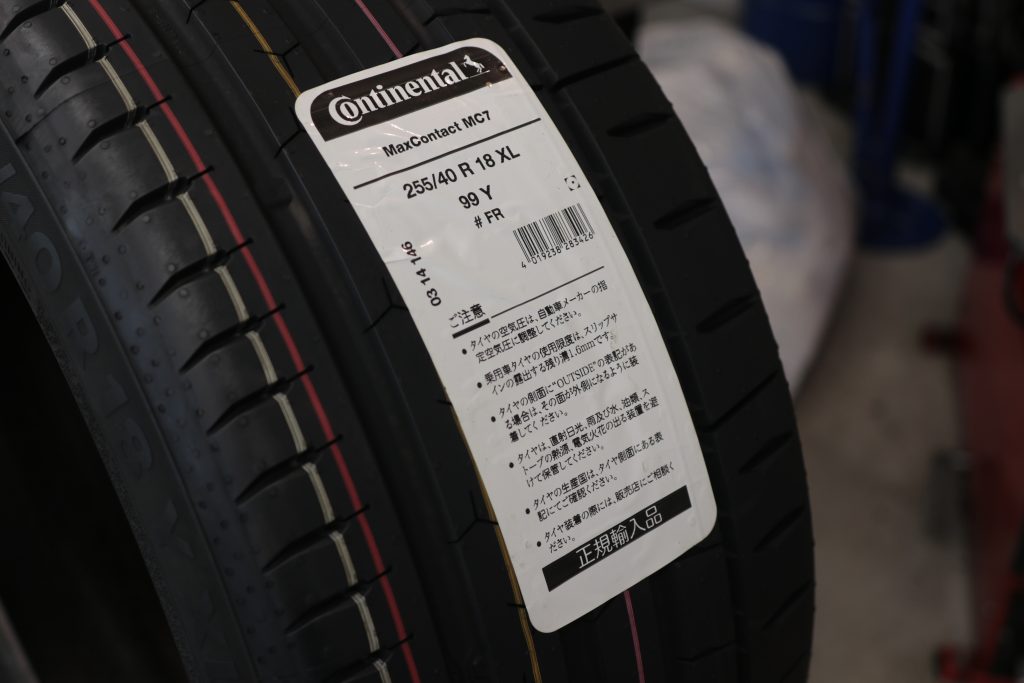 Continental
MaxContact MC7
255/40 R 18 XL
99 Y
# FR
03 14 146
4 019238 283426
ご注意
• タイヤの空気圧は、自動車メーカーの指
定空気圧に調整してください。
• 乗用車タイヤの使用限度は、スリップサ
インの露出する残り溝1.6mmです。
• タイヤの側面に"OUTSIDE"の表記があ
る場合は、その面が外側になるように装
着してください。
• タイヤは、直射日光、雨及び水、油類、ス
トーブの熱源、電気火花の出る装置を避
けて保管してください。
• タイヤの生産国は、タイヤ側面にある表
記にてご確認ください。
• タイヤ装着の際には、販売店にご相談く
ださい。
正規輸入品